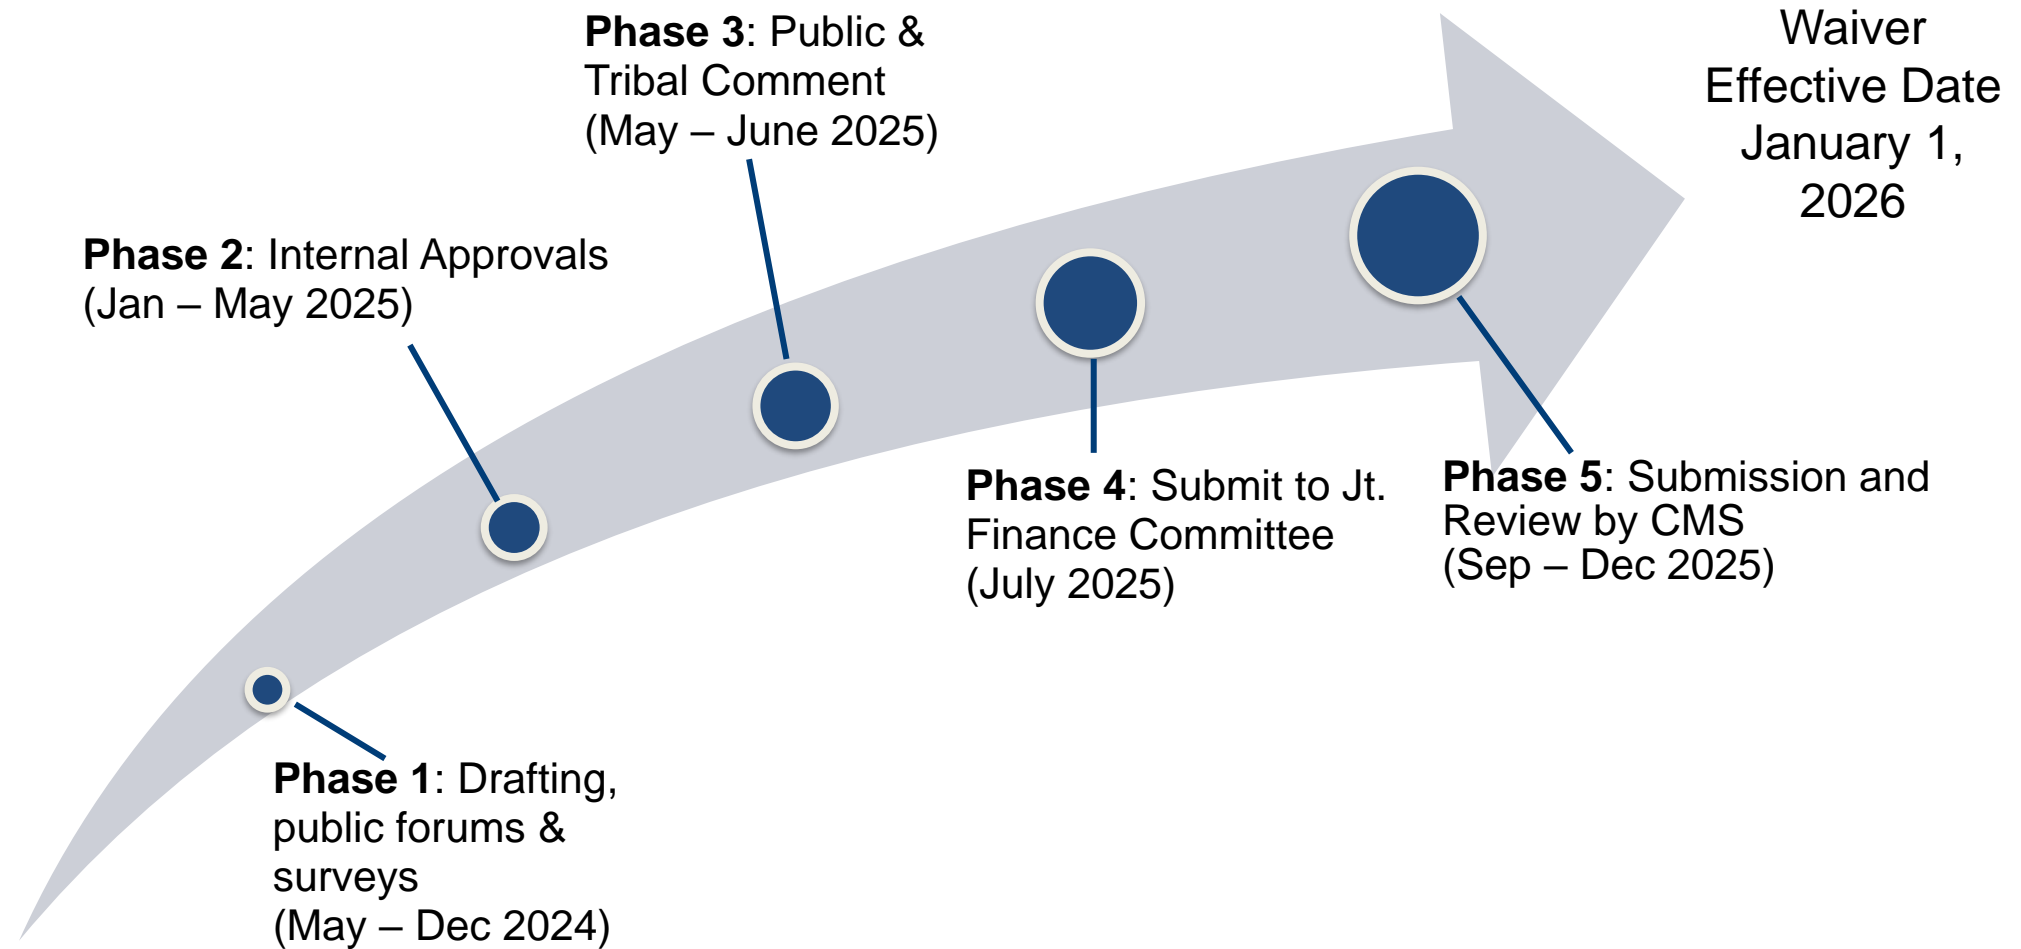 Phase 1: Drafting,
public forums &
surveys
(May – Dec 2024)
Phase 2: Internal Approvals
(Jan – May 2025)
Phase 3: Public &
Tribal Comment
(May – June 2025)
Phase 4: Submit to Jt.
Finance Committee
(July 2025)
Phase 5: Submission and
Review by CMS
(Sep – Dec 2025)
Waiver
Effective Date
January 1,
2026